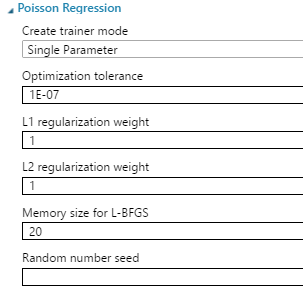 Poisson Regression
Create trainer mode
Single Parameter
Optimization tolerance
1E-07
L1 regularization weight
1
L2 regularization weight
1
Memory size for L-BFGS
20
Random number seed